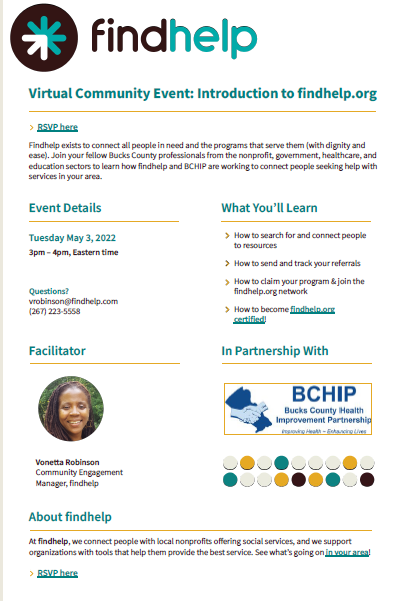 findhelp
Virtual Community Event: Introduction to findhelp.org
> RSVP here
Findhelp exists to connect all people in need and the programs that serve them (with dignity and
ease). Join your fellow Bucks County professionals from the nonprofit, government, healthcare, and
education sectors to learn how findhelp and BCHIP are working to connect people seeking help with
services in your area.
Event Details
Tuesday May 3, 2022
3pm – 4pm, Eastern time
Questions?
vrobinson@findhelp.com
(267) 223-5558
What You'll Learn
> How to search for and connect people
to resources
> How to send and track your referrals
> How to claim your program & join the
findhelp.org network
> How to become findhelp.org
certified!
Facilitator
Vonetta Robinson
Community Engagement
Manager, findhelp
In Partnership With
BCHIP
Bucks County Health
Improvement Partnership
Improving Health ~ Enhancing Lives
About findhelp
At findhelp, we connect people with local nonprofits offering social services, and we support
organizations with tools that help them provide the best service. See what's going on in your area!
> RSVP here